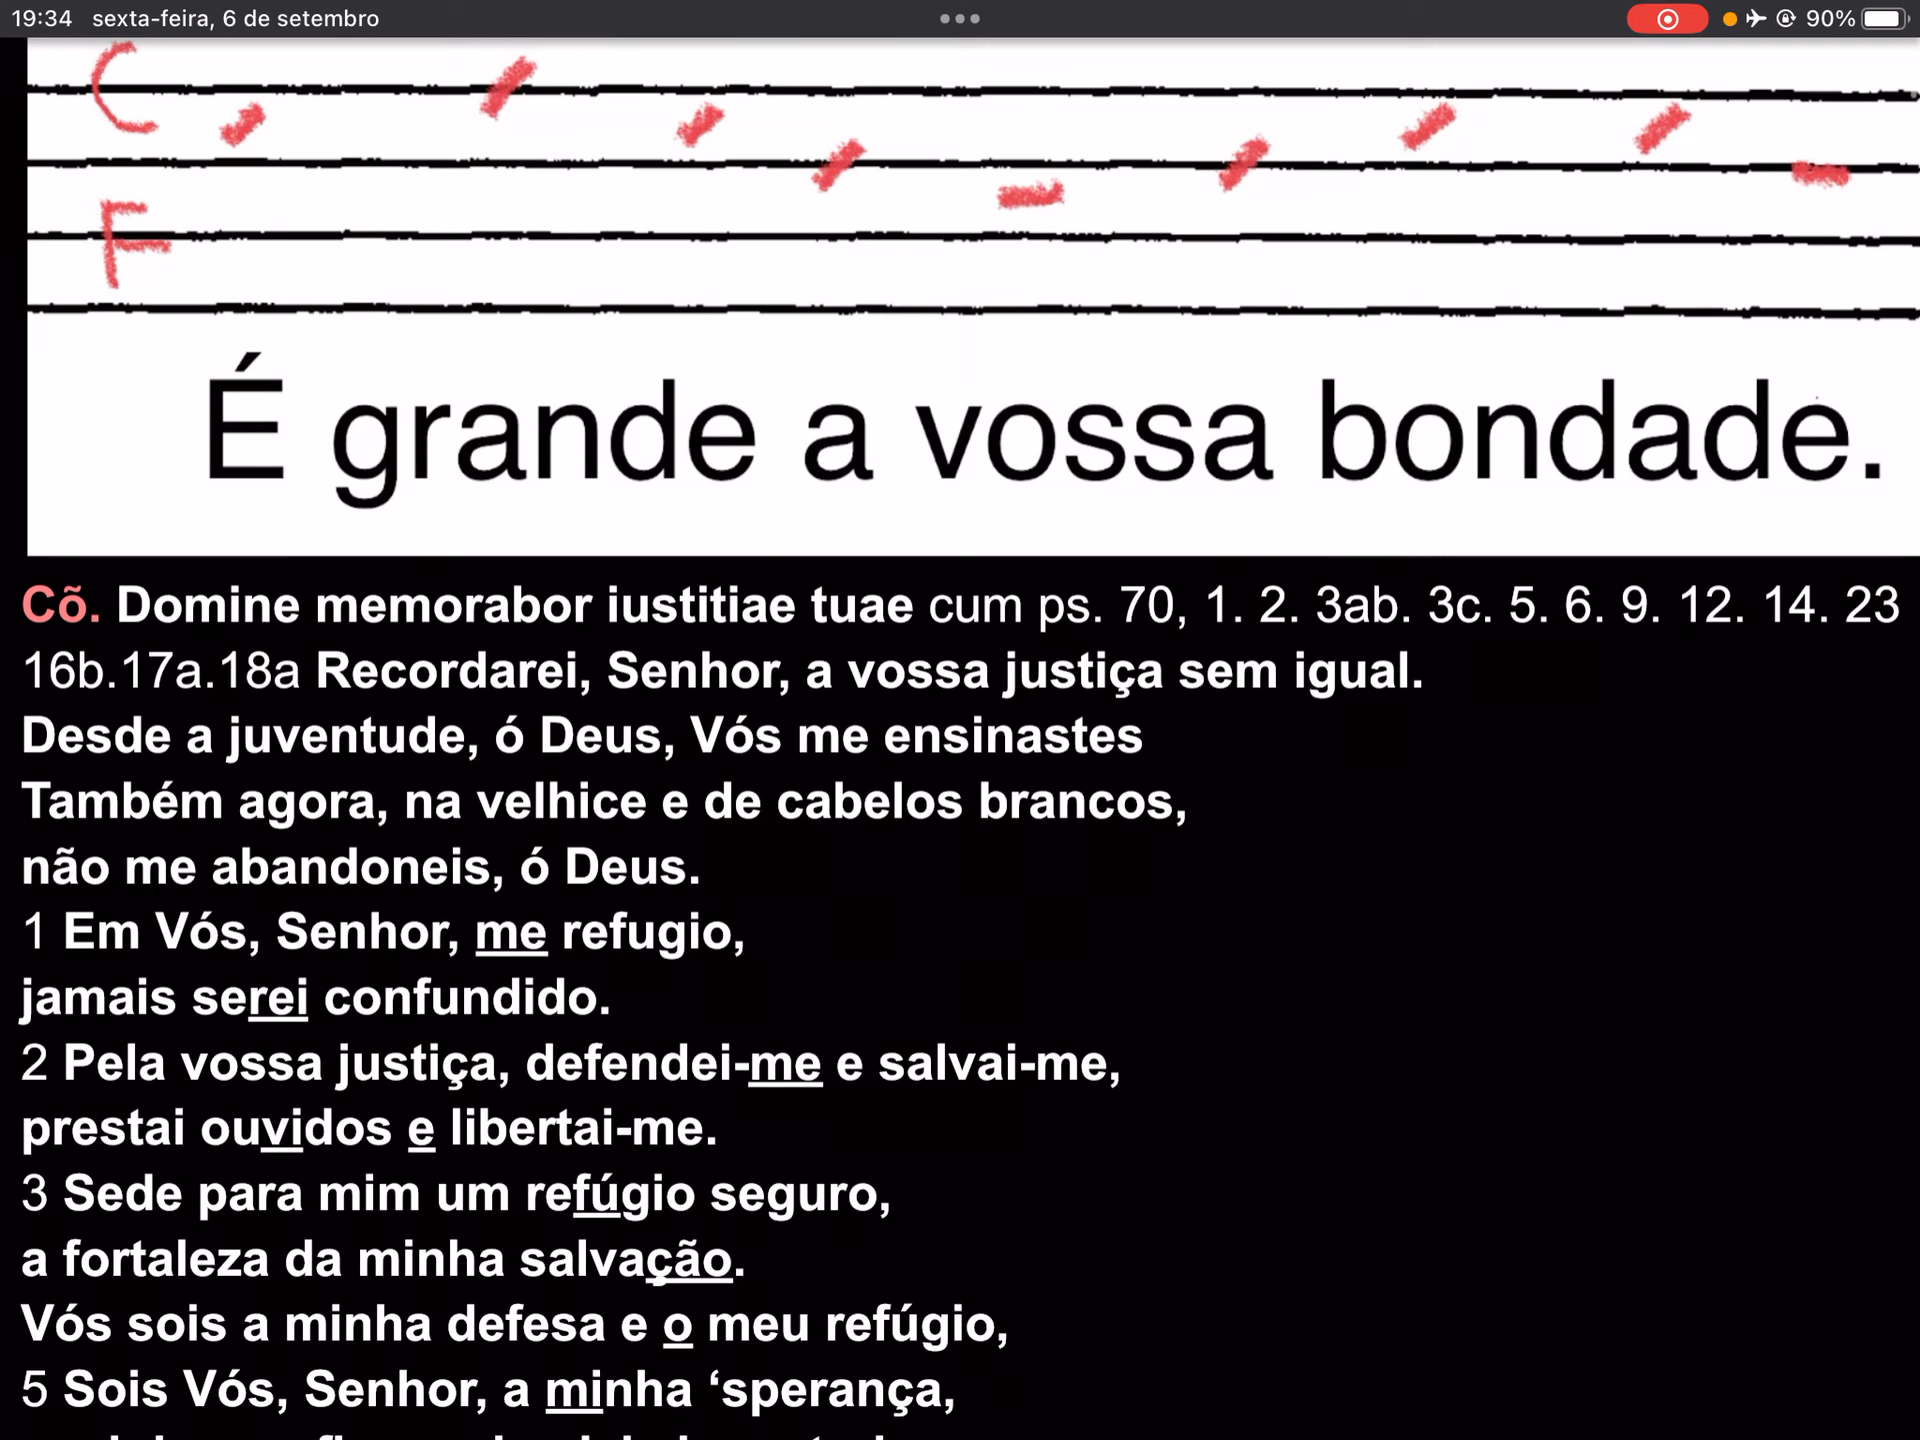 19:34 sexta-feira, 6 de setembro 90%
C
F
É grande a vossa bondade.
Cõ. Domine memorabor iustitiae tuae cum ps. 70, 1. 2. 3ab. 3c. 5. 6. 9. 12. 14. 23
16b.17a.18a Recordarei, Senhor, a vossa justiça sem igual.
Desde a juventude, ó Deus, Vós me ensinastes
Também agora, na velhice e de cabelos brancos,
não me abandoneis, ó Deus.
1 Em Vós, Senhor, me refugio,
jamais serei confundido.
2 Pela vossa justiça, defendei-me e salvai-me,
prestai ouvidos e libertai-me.
3 Sede para mim um refúgio seguro,
a fortaleza da minha salvação.
Vós sois a minha defesa e o meu refúgio,
5 Sois Vós, Senhor, a minha ‘sperança,